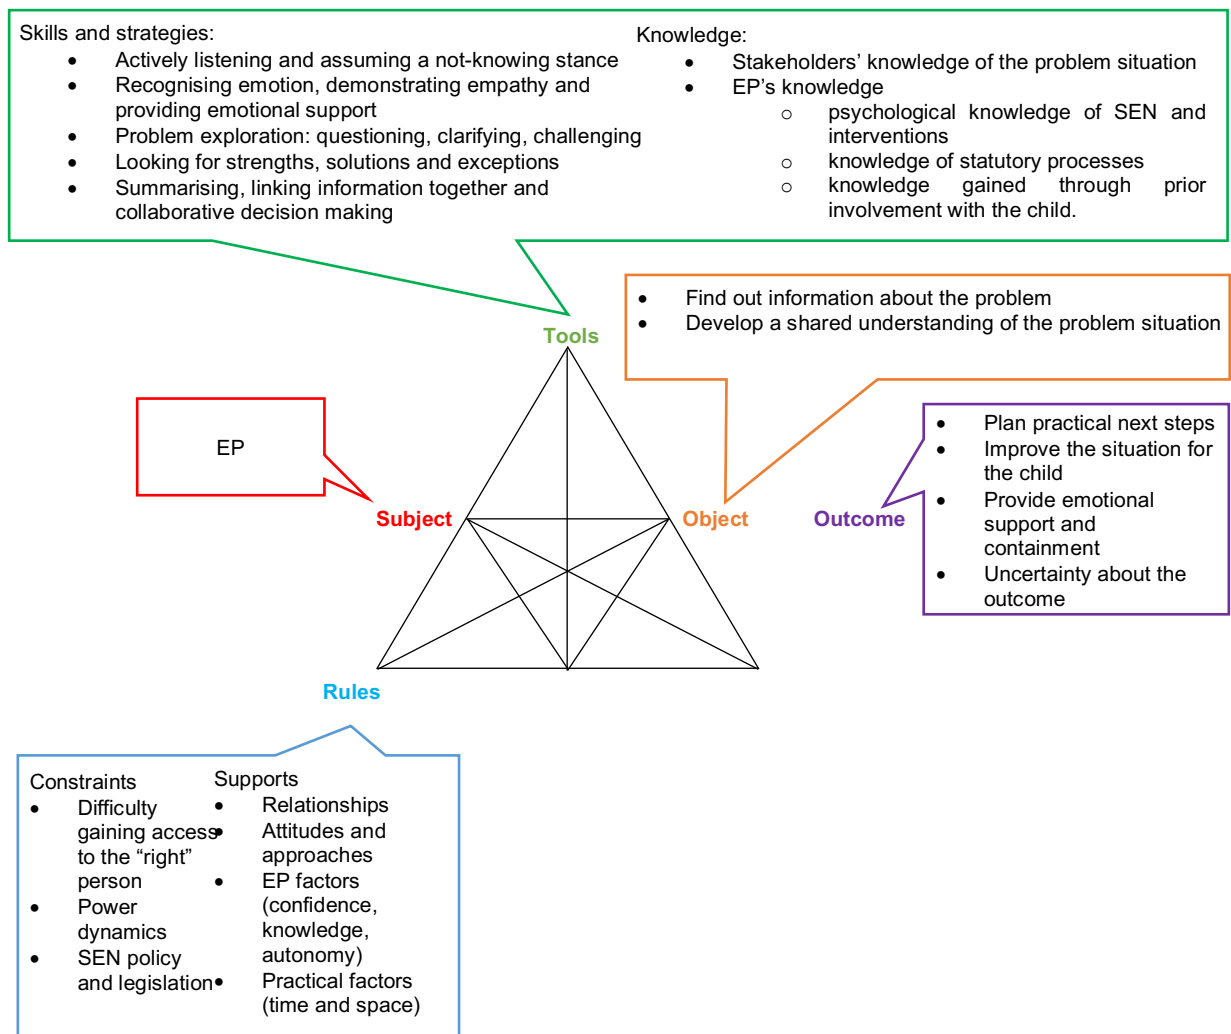 Skills and strategies:
• Actively listening and assuming a not-knowing stance
• Recognising emotion, demonstrating empathy and
providing emotional support
• Problem exploration: questioning, clarifying, challenging
• Looking for strengths, solutions and exceptions
• Summarising, linking information together and
collaborative decision making
Knowledge:
• Stakeholders’ knowledge of the problem situation
• EP’s knowledge
o psychological knowledge of SEN and
interventions
o knowledge of statutory processes
o knowledge gained through prior
involvement with the child.
• Find out information about the problem
• Develop a shared understanding of the problem situation
Tools
EP
• Plan practical next steps
• Improve the situation for
the child
• Provide emotional
support and
containment
• Uncertainty about the
outcome
Subject
Object
Outcome
Rules
Constraints
• Difficulty
gaining access
to the “right”
person
• Power
dynamics
• SEN policy
and legislation
Supports
• Relationships
• Attitudes and
approaches
• EP factors
(confidence,
knowledge,
autonomy)
• Practical factors
(time and space)